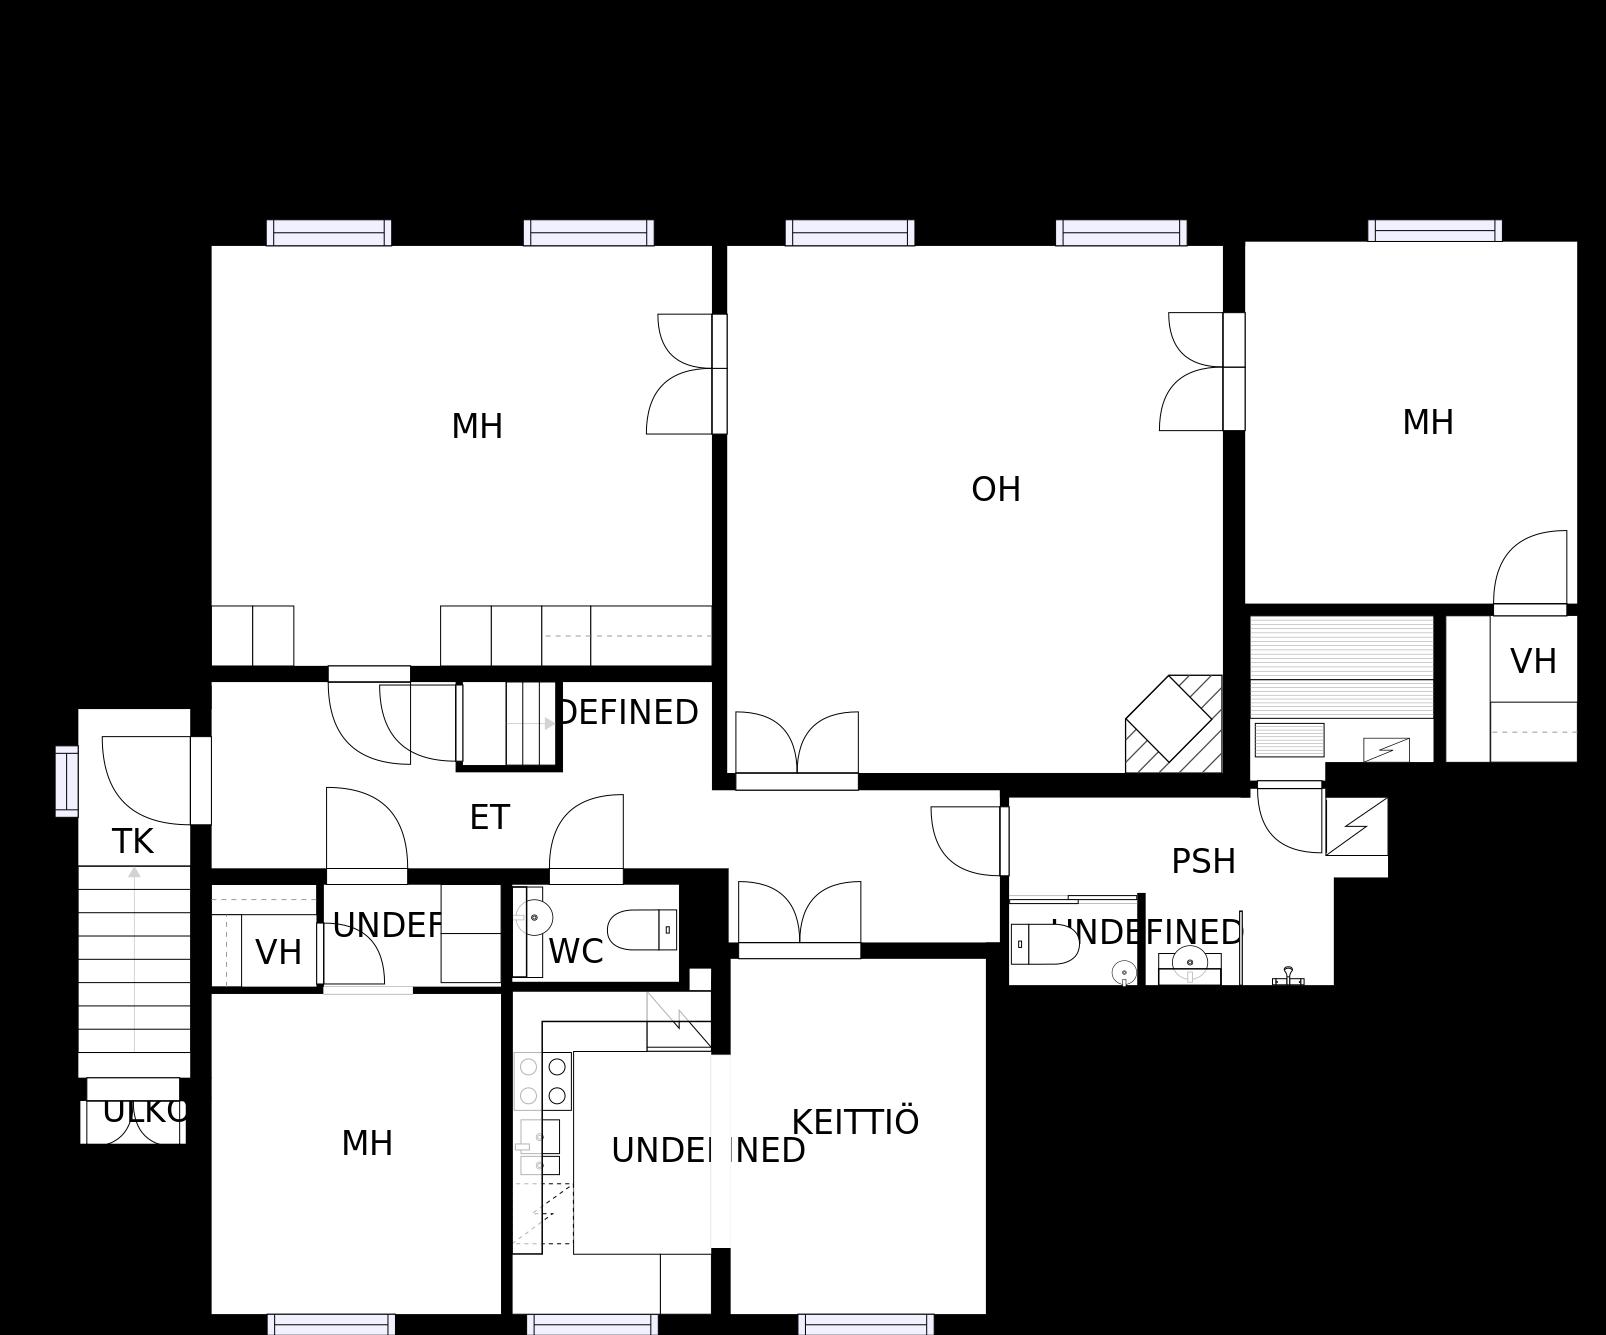 MH
MH
OH
VH
DEFINED
ET
TK
PSH
UNDEF
UNDEFINED
VH
WC
ULKO
KEITTIÖ
MH
UNDEFINED